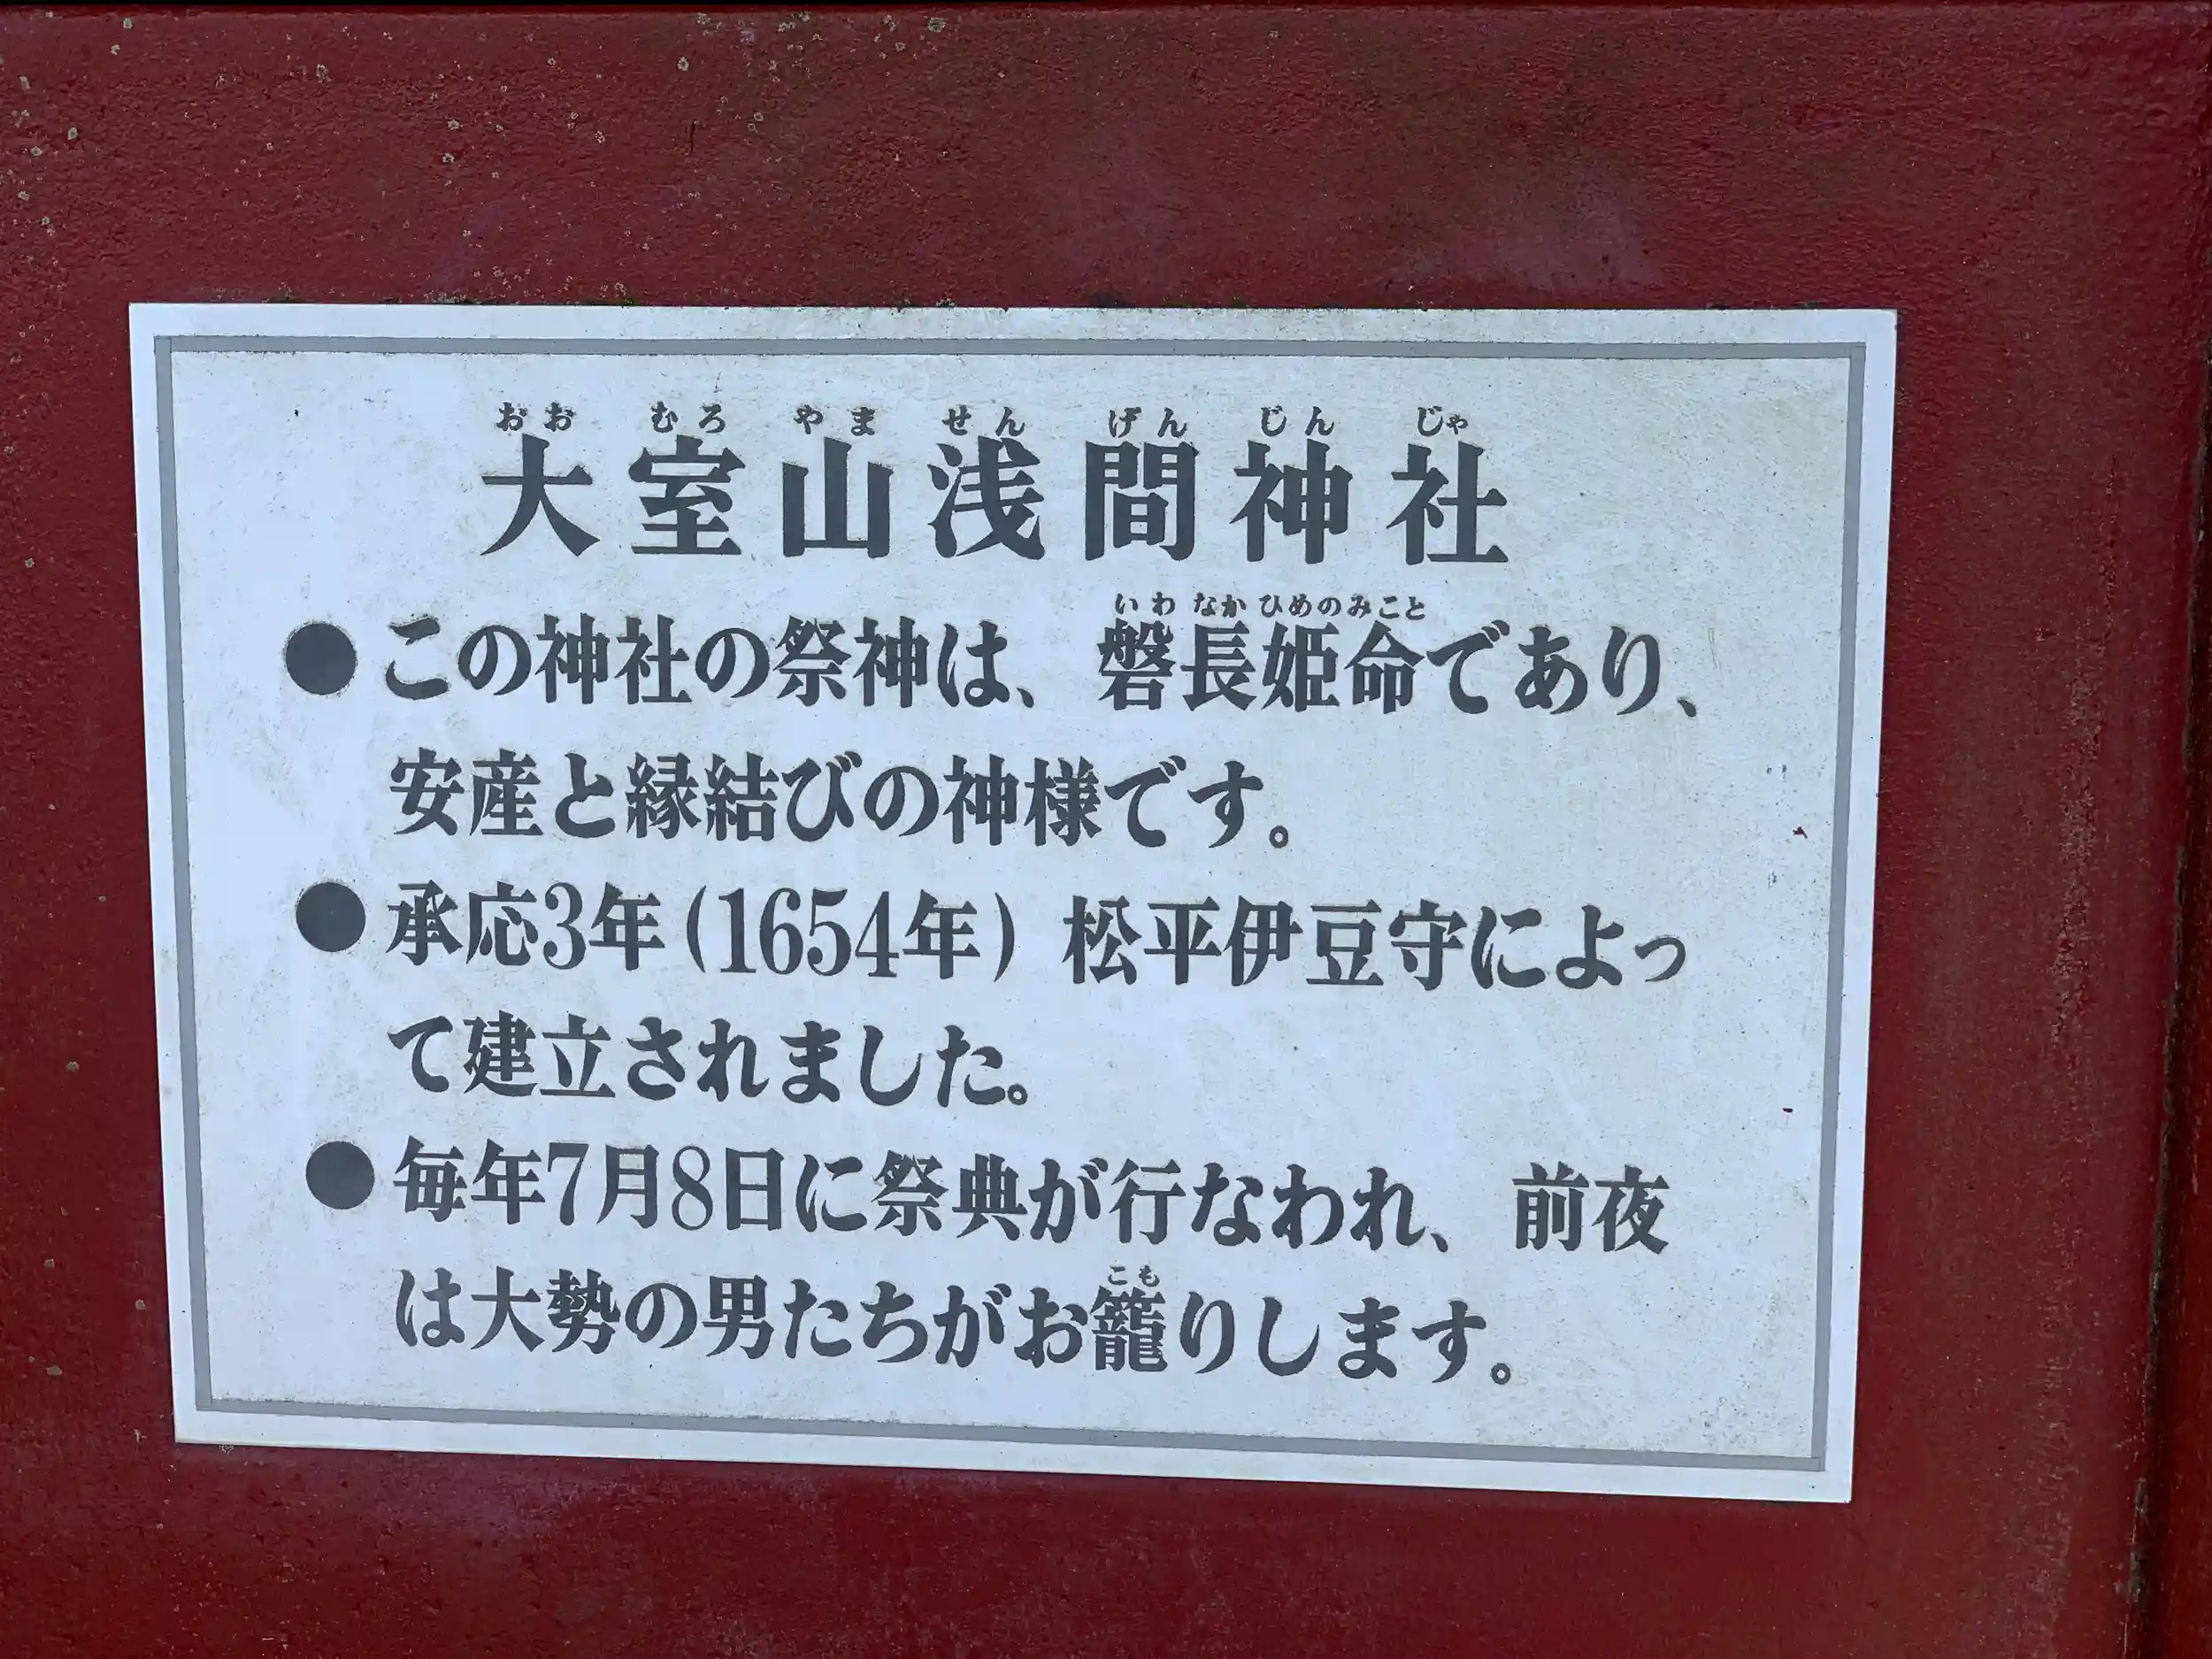 おおむろやませんげんじんじゃ
大室山浅間神社
いわなかひめのみこと
●この神社の祭神は、磐長姫命であり、
安産と縁結びの神様です。
●承応3年(1654年) 松平伊豆守によっ
て建立されました。
●毎年7月8日に祭典が行なわれ、前夜
こも
は大勢の男たちがお籠りします。